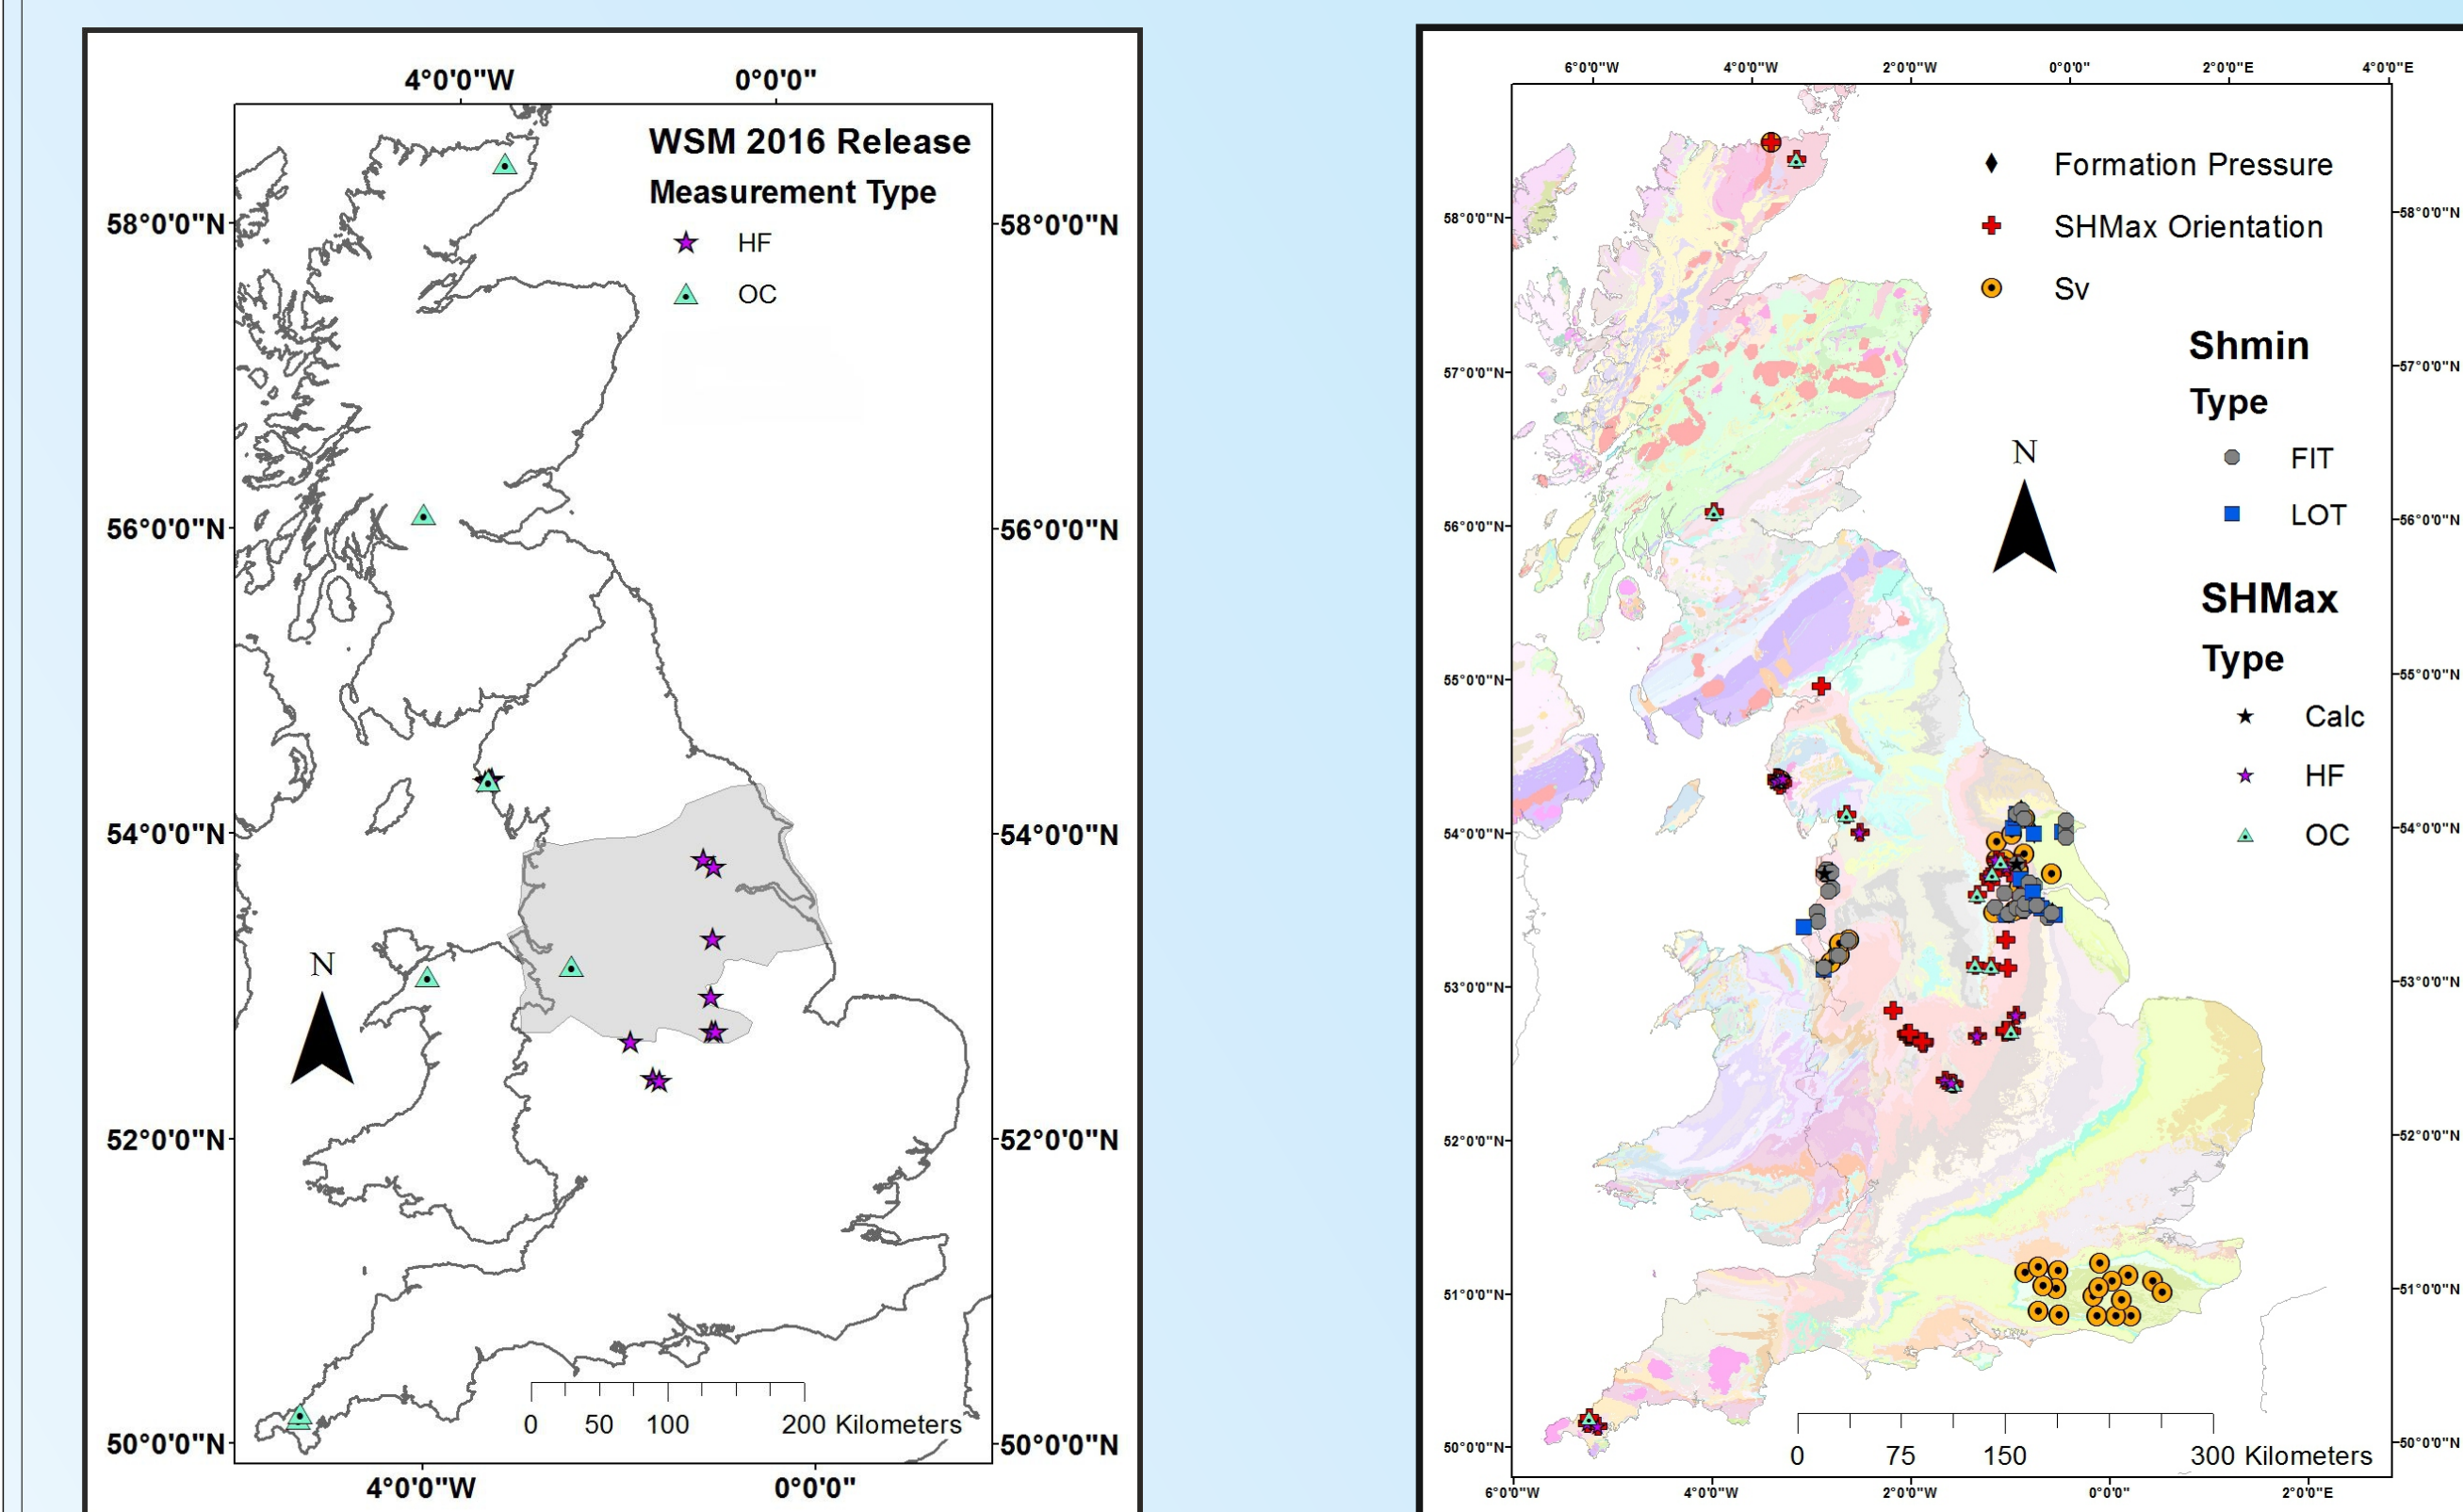 4°0'0"W 0°0'0"
WSM 2016 Release
Measurement Type
HF
OC
58°0'0"N 58°0'0"N
56°0'0"N 56°0'0"N
54°0'0"N 54°0'0"N
N
52°0'0"N 52°0'0"N
0 50 100 200 Kilometers
50°0'0"N 50°0'0"N
4°0'0"W 0°0'0"
6°0'0"W 4°0'0"W 2°0'0"W 0°0'0" 2°0'0"E 4°0'0"E
Formation Pressure
58°0'0"N 58°0'0"N
SHMax Orientation
Sv
Shmin
57°0'0"N 57°0'0"N
Type
N
FIT
LOT
56°0'0"N 56°0'0"N
SHMax
Type
55°0'0"N 55°0'0"N
Calc
HF
54°0'0"N 54°0'0"N
OC
53°0'0"N 53°0'0"N
52°0'0"N 52°0'0"N
51°0'0"N 51°0'0"N
0 75 150 300 Kilometers
50°0'0"N 50°0'0"N
6°0'0"W 4°0'0"W 2°0'0"W 0°0'0" 2°0'0"E